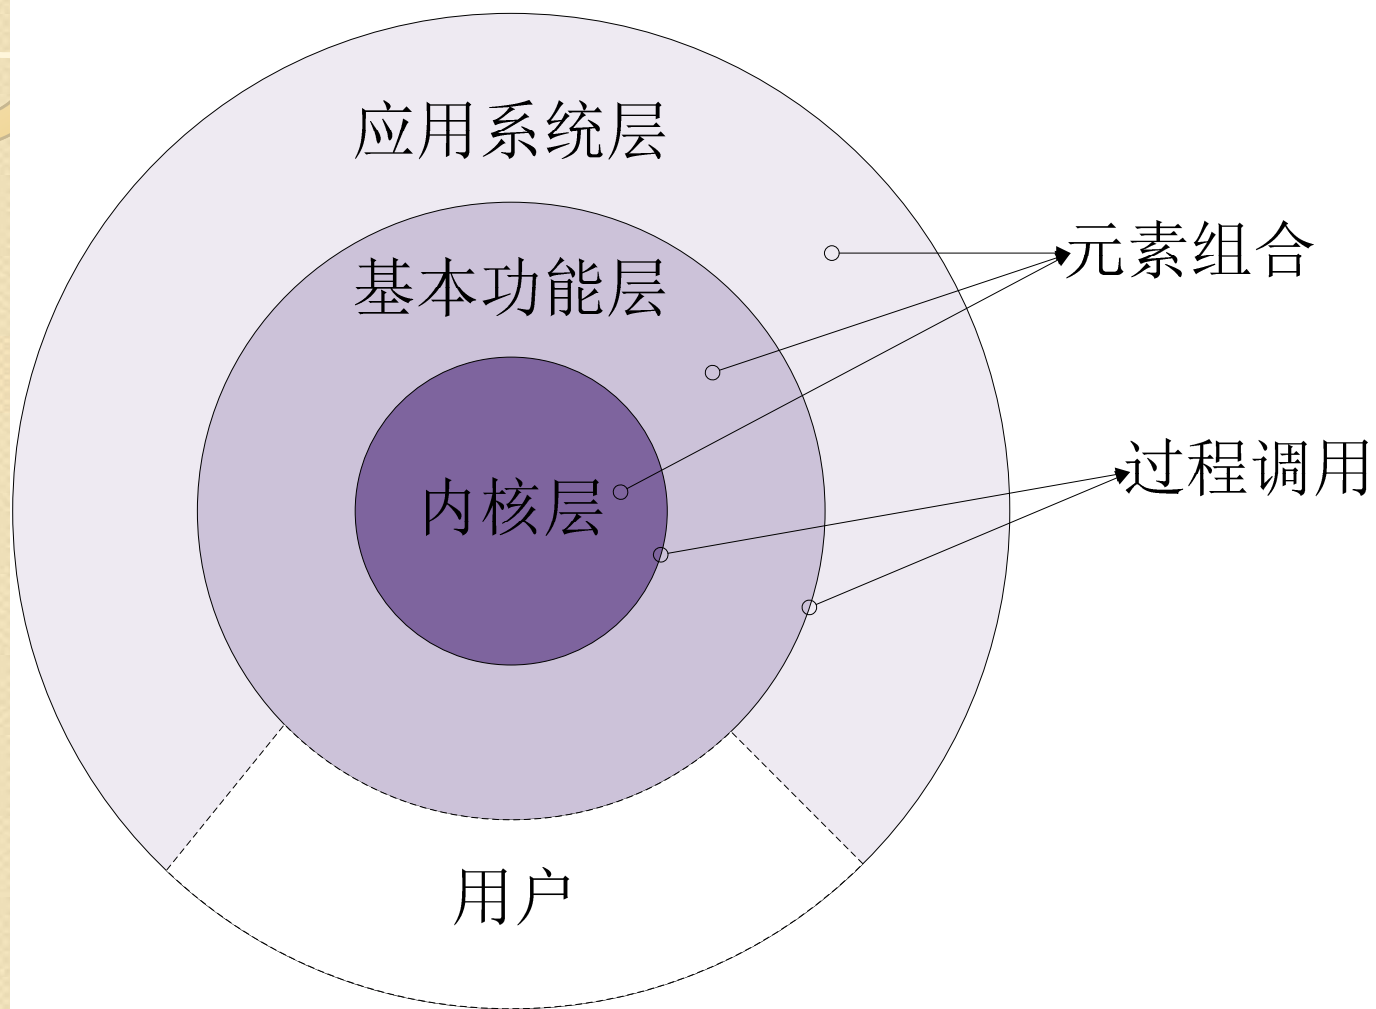 应用系统层
元素组合
基本功能层
过程调用
内核层
用户